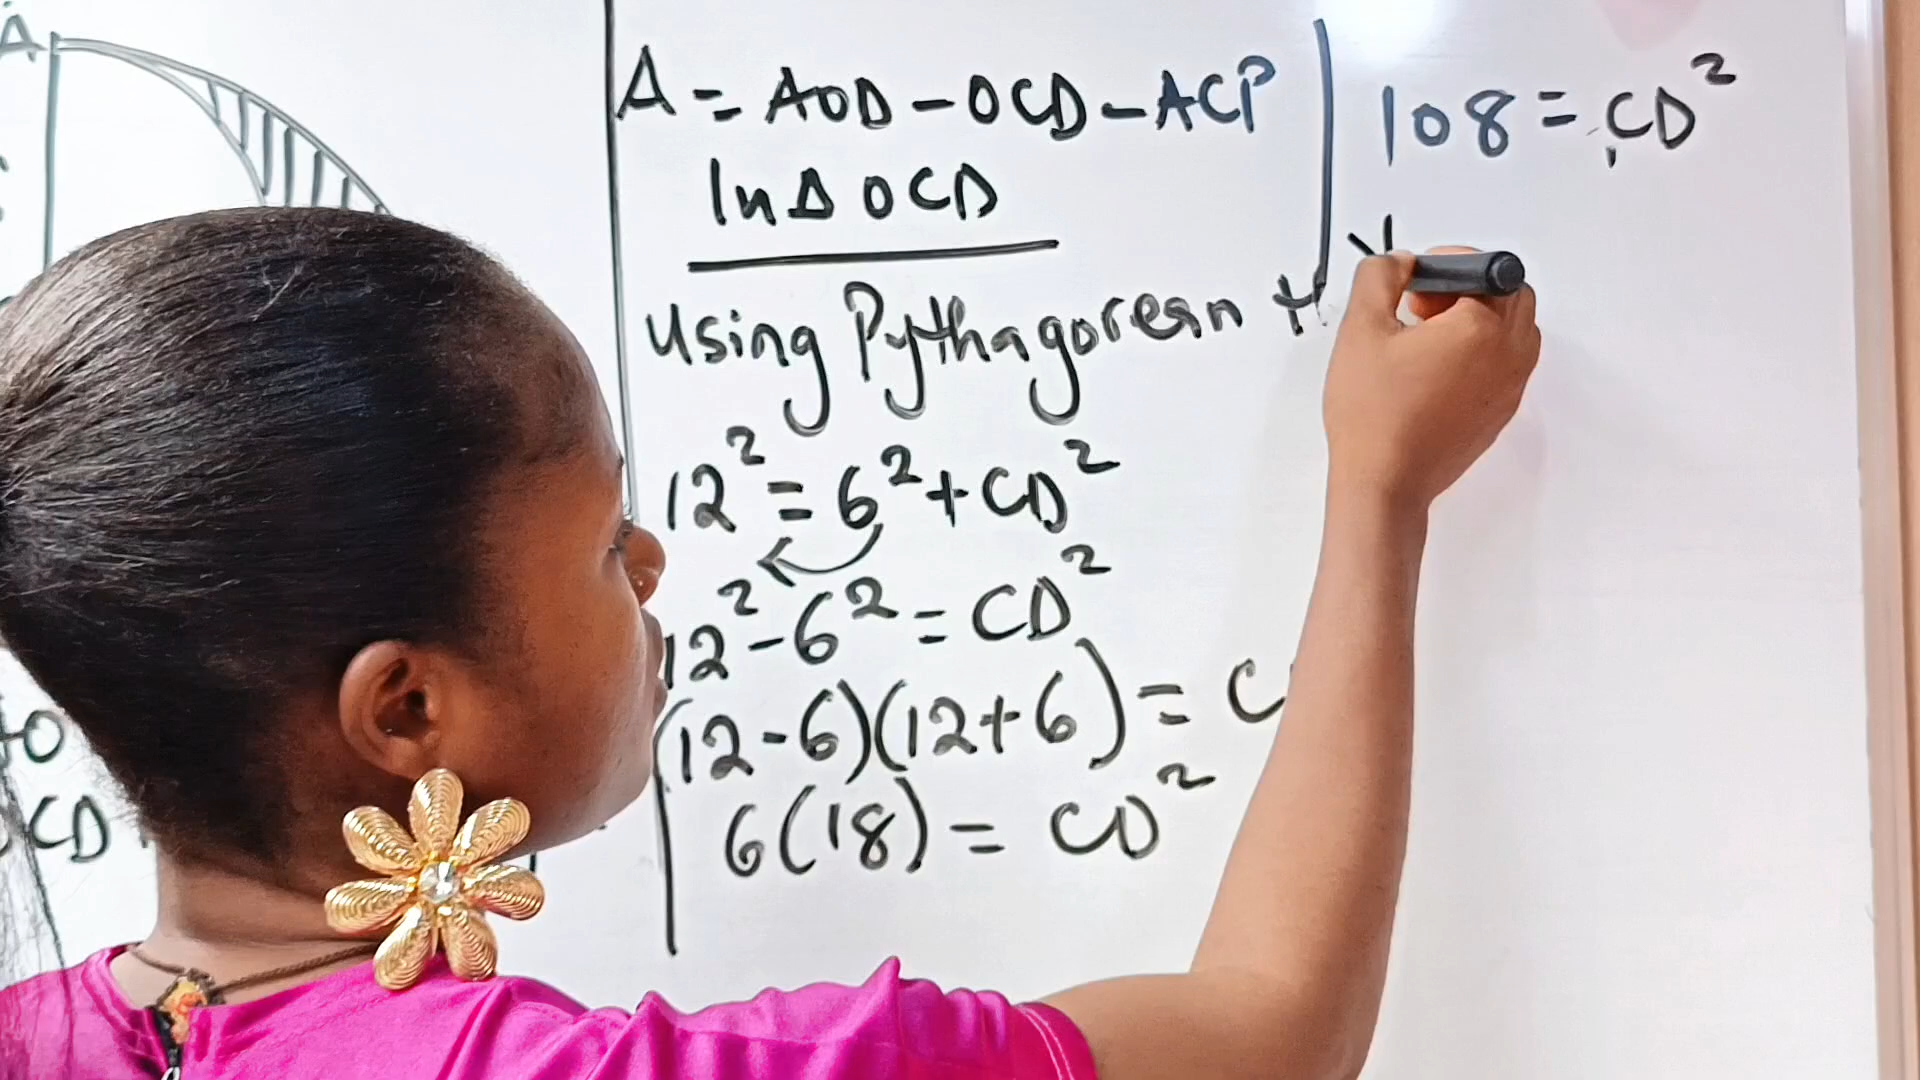 A
A = AOD - OCD - ACP
In Δ OCD
Using Pythagorean
12² = 6² + CD²
12² - 6² = CD²
(12-6)(12+6) = C
6(18) = CD²
108 = CD²
CD